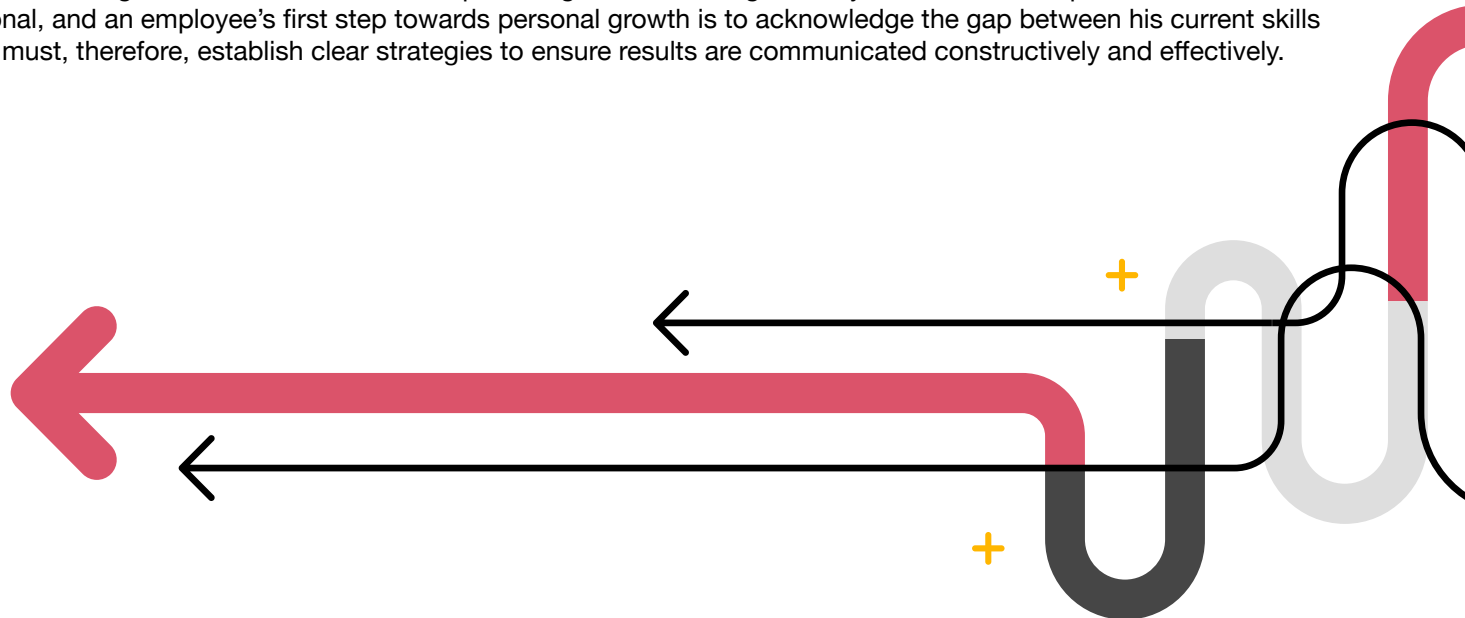 onal, and an employee’s first step towards personal growth is to acknowledge the gap between his current skills
must, therefore, establish clear strategies to ensure results are communicated constructively and effectively.